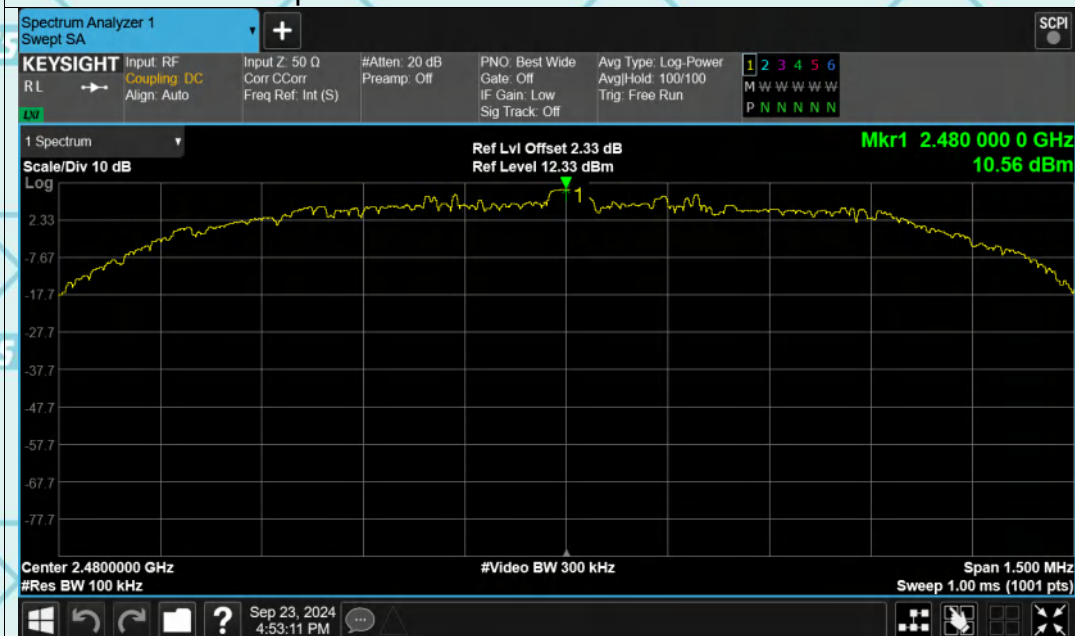 Spectrum Analyzer 1
Swept SA
SCPI
KEYSIGHT
R L
LXI
Input: RF
Coupling: DC
Align: Auto
Input Z: 50 Ω
Corr CCorr
Freq Ref: Int (S)
#Atten: 20 dB
Preamp: Off
PNO: Best Wide
Gate: Off
IF Gain: Low
Sig Track: Off
Avg Type: Log-Power
Avg|Hold: 100/100
Trig: Free Run
1 2 3 4 5 6
M W W W W W
P N N N N N
1 Spectrum
Scale/Div 10 dB
Ref Lvl Offset 2.33 dB
Ref Level 12.33 dBm
Mkr1 2.480 000 0 GHz
10.56 dBm
Log
1
2.33
-7.67
-17.7
-27.7
-37.7
-47.7
-57.7
-67.7
-77.7
Center 2.4800000 GHz
#Video BW 300 kHz
Span 1.500 MHz
#Res BW 100 kHz
Sweep 1.00 ms (1001 pts)
?
Sep 23, 2024
4:53:11 PM